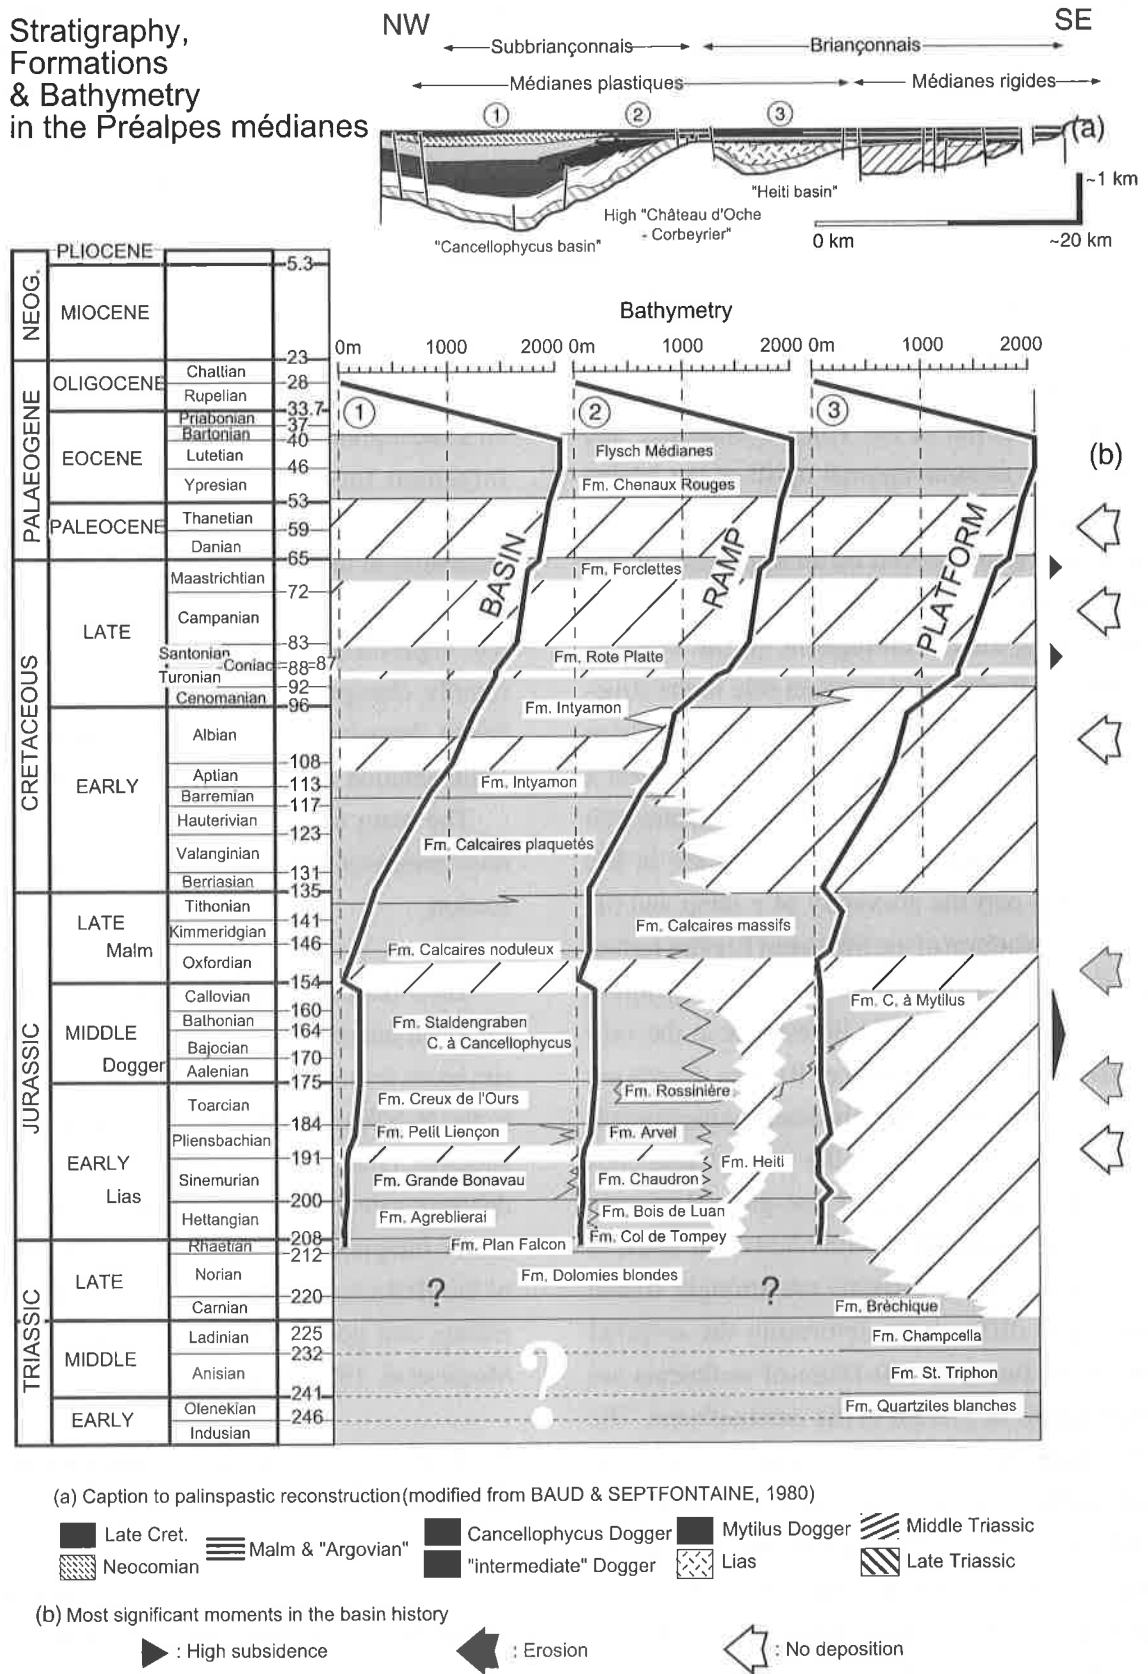 Stratigraphy,
Formations
& Bathymetry
in the Préalpes médianes
NW
SE
Subbriançonnais
Briançonnais
Médianes plastiques
Médianes rigides
1
2
3
(a)
"Heiti basin"
High "Château d'Oche
- Corbeyrier"
"Cancellophycus basin"
~1 km
0 km
~20 km
NEOG.
PALAEOGENE
CRETACEOUS
JURASSIC
TRIASSIC
PLIOCENE
5.3
MIOCENE
23
OLIGOCENE
Chattian
28
Rupelian
33.7
EOCENE
Priabonian
37
Bartonian
40
Lutetian
46
Ypresian
53
PALEOCENE
Thanetian
59
Danian
65
LATE
Maastrichtian
72
Campanian
83
Santonian
Coniac
87
88
Turonian
92
Cenomanian
96
EARLY
Albian
108
Aptian
113
Barremian
117
Hauterivian
123
Valanginian
131
Berriasian
135
LATE
Malm
Tithonian
141
Kimmeridgian
146
Oxfordian
154
MIDDLE
Dogger
Callovian
160
Bathonian
164
Bajocian
170
Aalenian
175
EARLY
Lias
Toarcian
184
Pliensbachian
191
Sinemurian
200
Hettangian
208
LATE
Rhaetian
212
Norian
220
Carnian
225
MIDDLE
Ladinian
232
Anisian
241
EARLY
Olenekian
246
Indusian
Bathymetry
0m 1000 2000 0m 1000 2000 0m 1000 2000
1
2
3
BASIN
RAMP
PLATFORM
(b)
Flysch Médianes
Fm. Chenaux Rouges
Fm. Forclettes
Fm. Rote Platte
Fm. Intyamon
Fm. Intyamon
Fm. Calcaires plaquetés
Fm. Calcaires massifs
Fm. Calcaires noduleux
Fm. C. à Mytilus
Fm. Staldengraben
C. à Cancellophycus
Fm. Rossinière
Fm. Creux de l'Ours
Fm. Petit Liençon
Fm. Arvel
Fm. Heiti
Fm. Grande Bonavau
Fm. Chaudron
Fm. Bois de Luan
Fm. Agreblierai
Fm. Col de Tompey
Fm. Plan Falcon
Fm. Dolomies blondes
?
?
Fm. Bréchique
Fm. Champcella
?
Fm. St. Triphon
Fm. Quartziles blanches
(a) Caption to palinspastic reconstruction (modified from BAUD & SEPTFONTAINE, 1980)
Late Cret.
Neocomian
Malm & "Argovian"
Cancellophycus Dogger
"intermediate" Dogger
Mytilus Dogger
Lias
Middle Triassic
Late Triassic
(b) Most significant moments in the basin history
: High subsidence
: Erosion
: No deposition